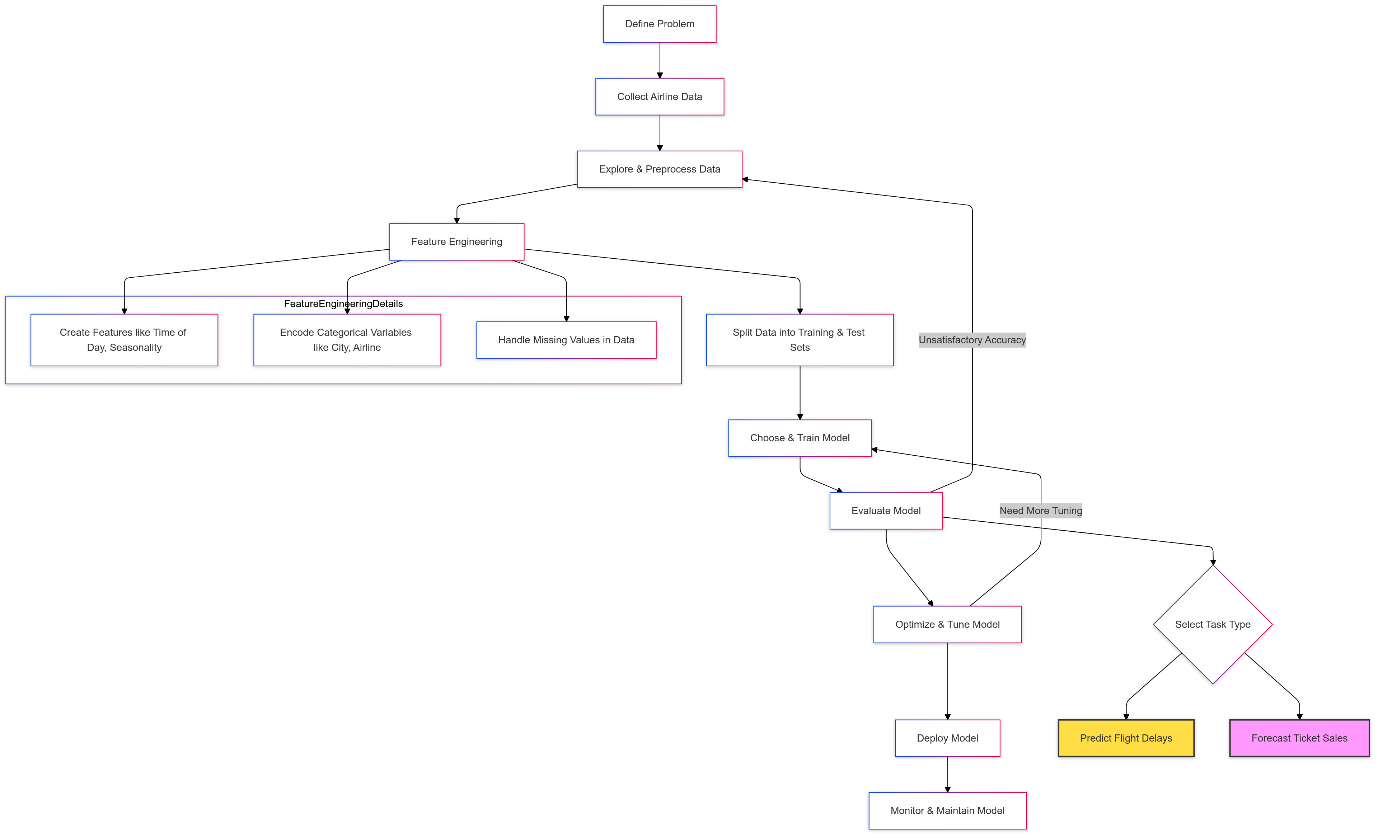 Define Problem
Collect Airline Data
Explore & Preprocess Data
Feature Engineering
FeatureEngineeringDetails
Create Features like Time of
Day, Seasonality
Encode Categorical Variables
like City, Airline
Handle Missing Values in Data
Split Data into Training & Test
Sets
Unsatisfactory Accuracy
Choose & Train Model
Evaluate Model
Need More Tuning
Optimize & Tune Model
Select Task Type
Deploy Model
Predict Flight Delays
Forecast Ticket Sales
Monitor & Maintain Model